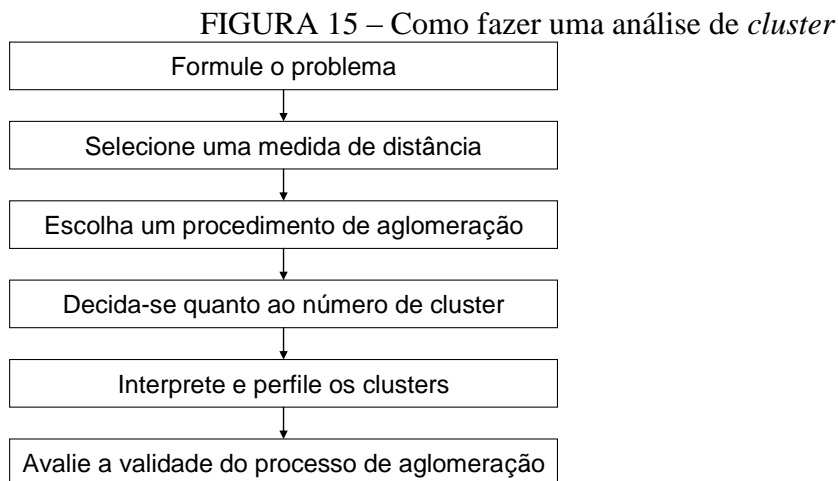 FIGURA 15 – Como fazer uma análise de cluster
Formule o problema
Selecione uma medida de distância
Escolha um procedimento de aglomeração
Decida-se quanto ao número de cluster
Interprete e perfile os clusters
Avalie a validade do processo de aglomeração